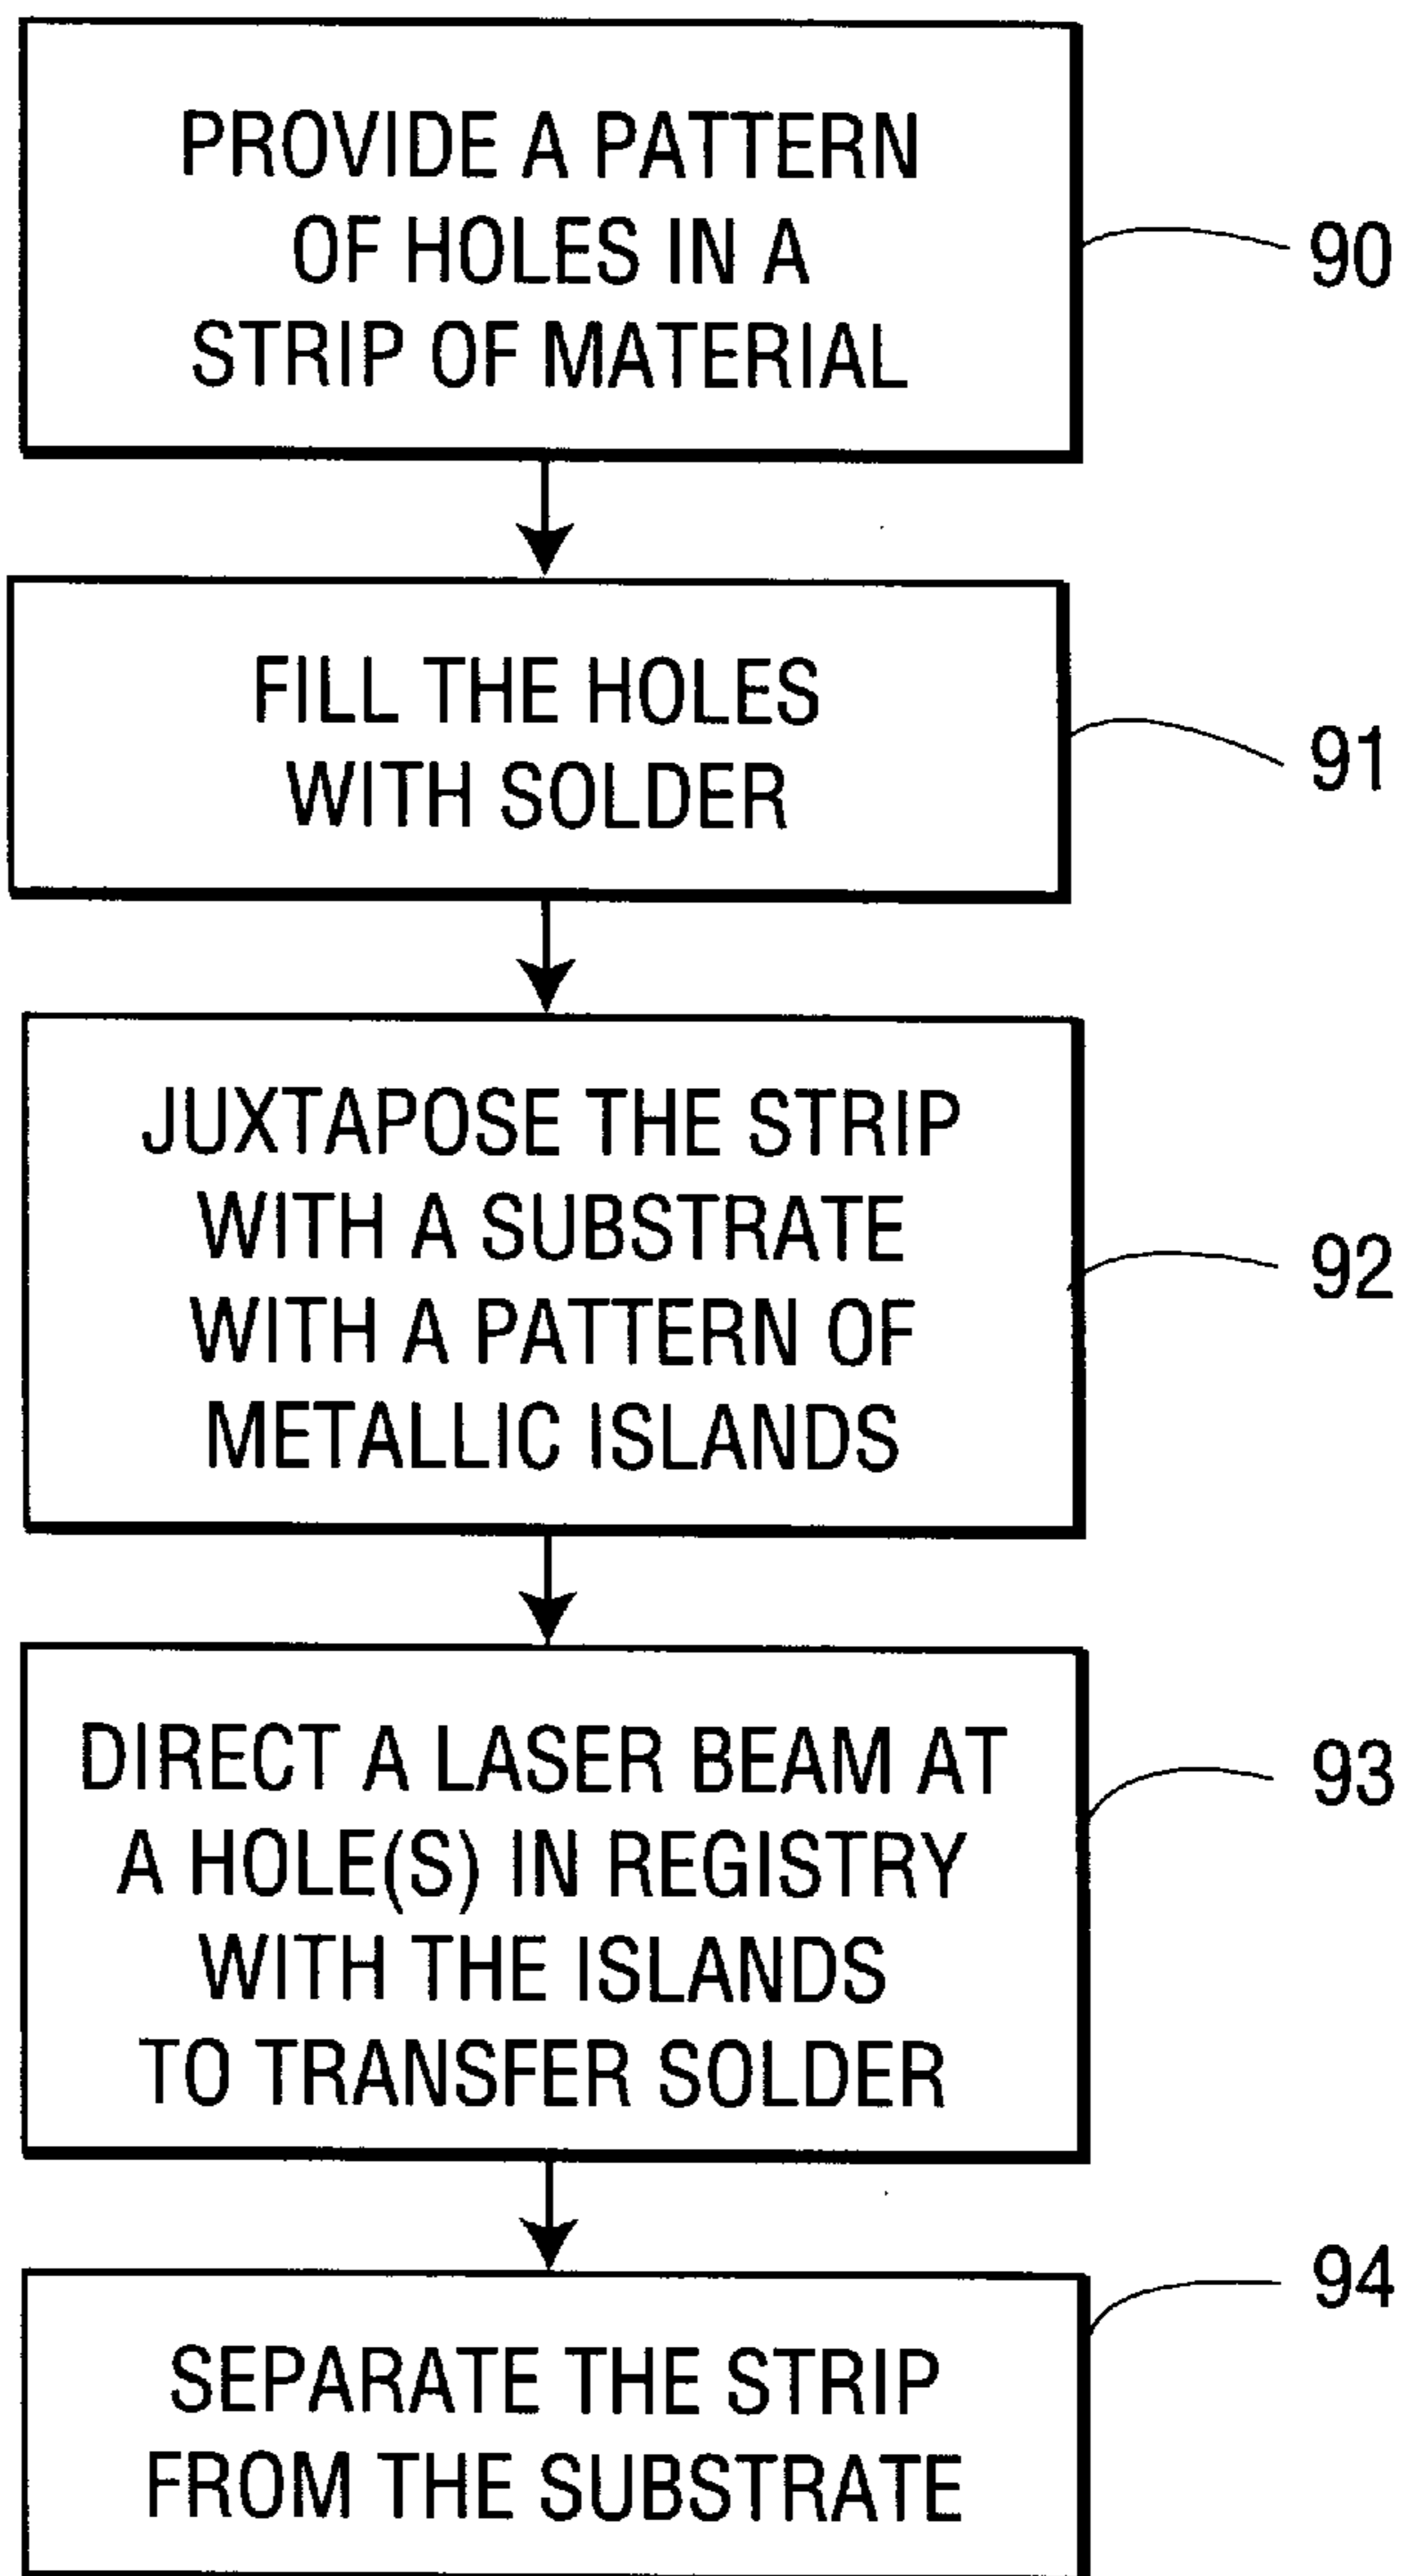 PROVIDE A PATTERN
OF HOLES IN A
STRIP OF MATERIAL
90
FILL THE HOLES
WITH SOLDER
91
JUXTAPOSE THE STRIP
WITH A SUBSTRATE
WITH A PATTERN OF
METALLIC ISLANDS
92
DIRECT A LASER BEAM AT
A HOLE(S) IN REGISTRY
WITH THE ISLANDS
TO TRANSFER SOLDER
93
SEPARATE THE STRIP
FROM THE SUBSTRATE
94